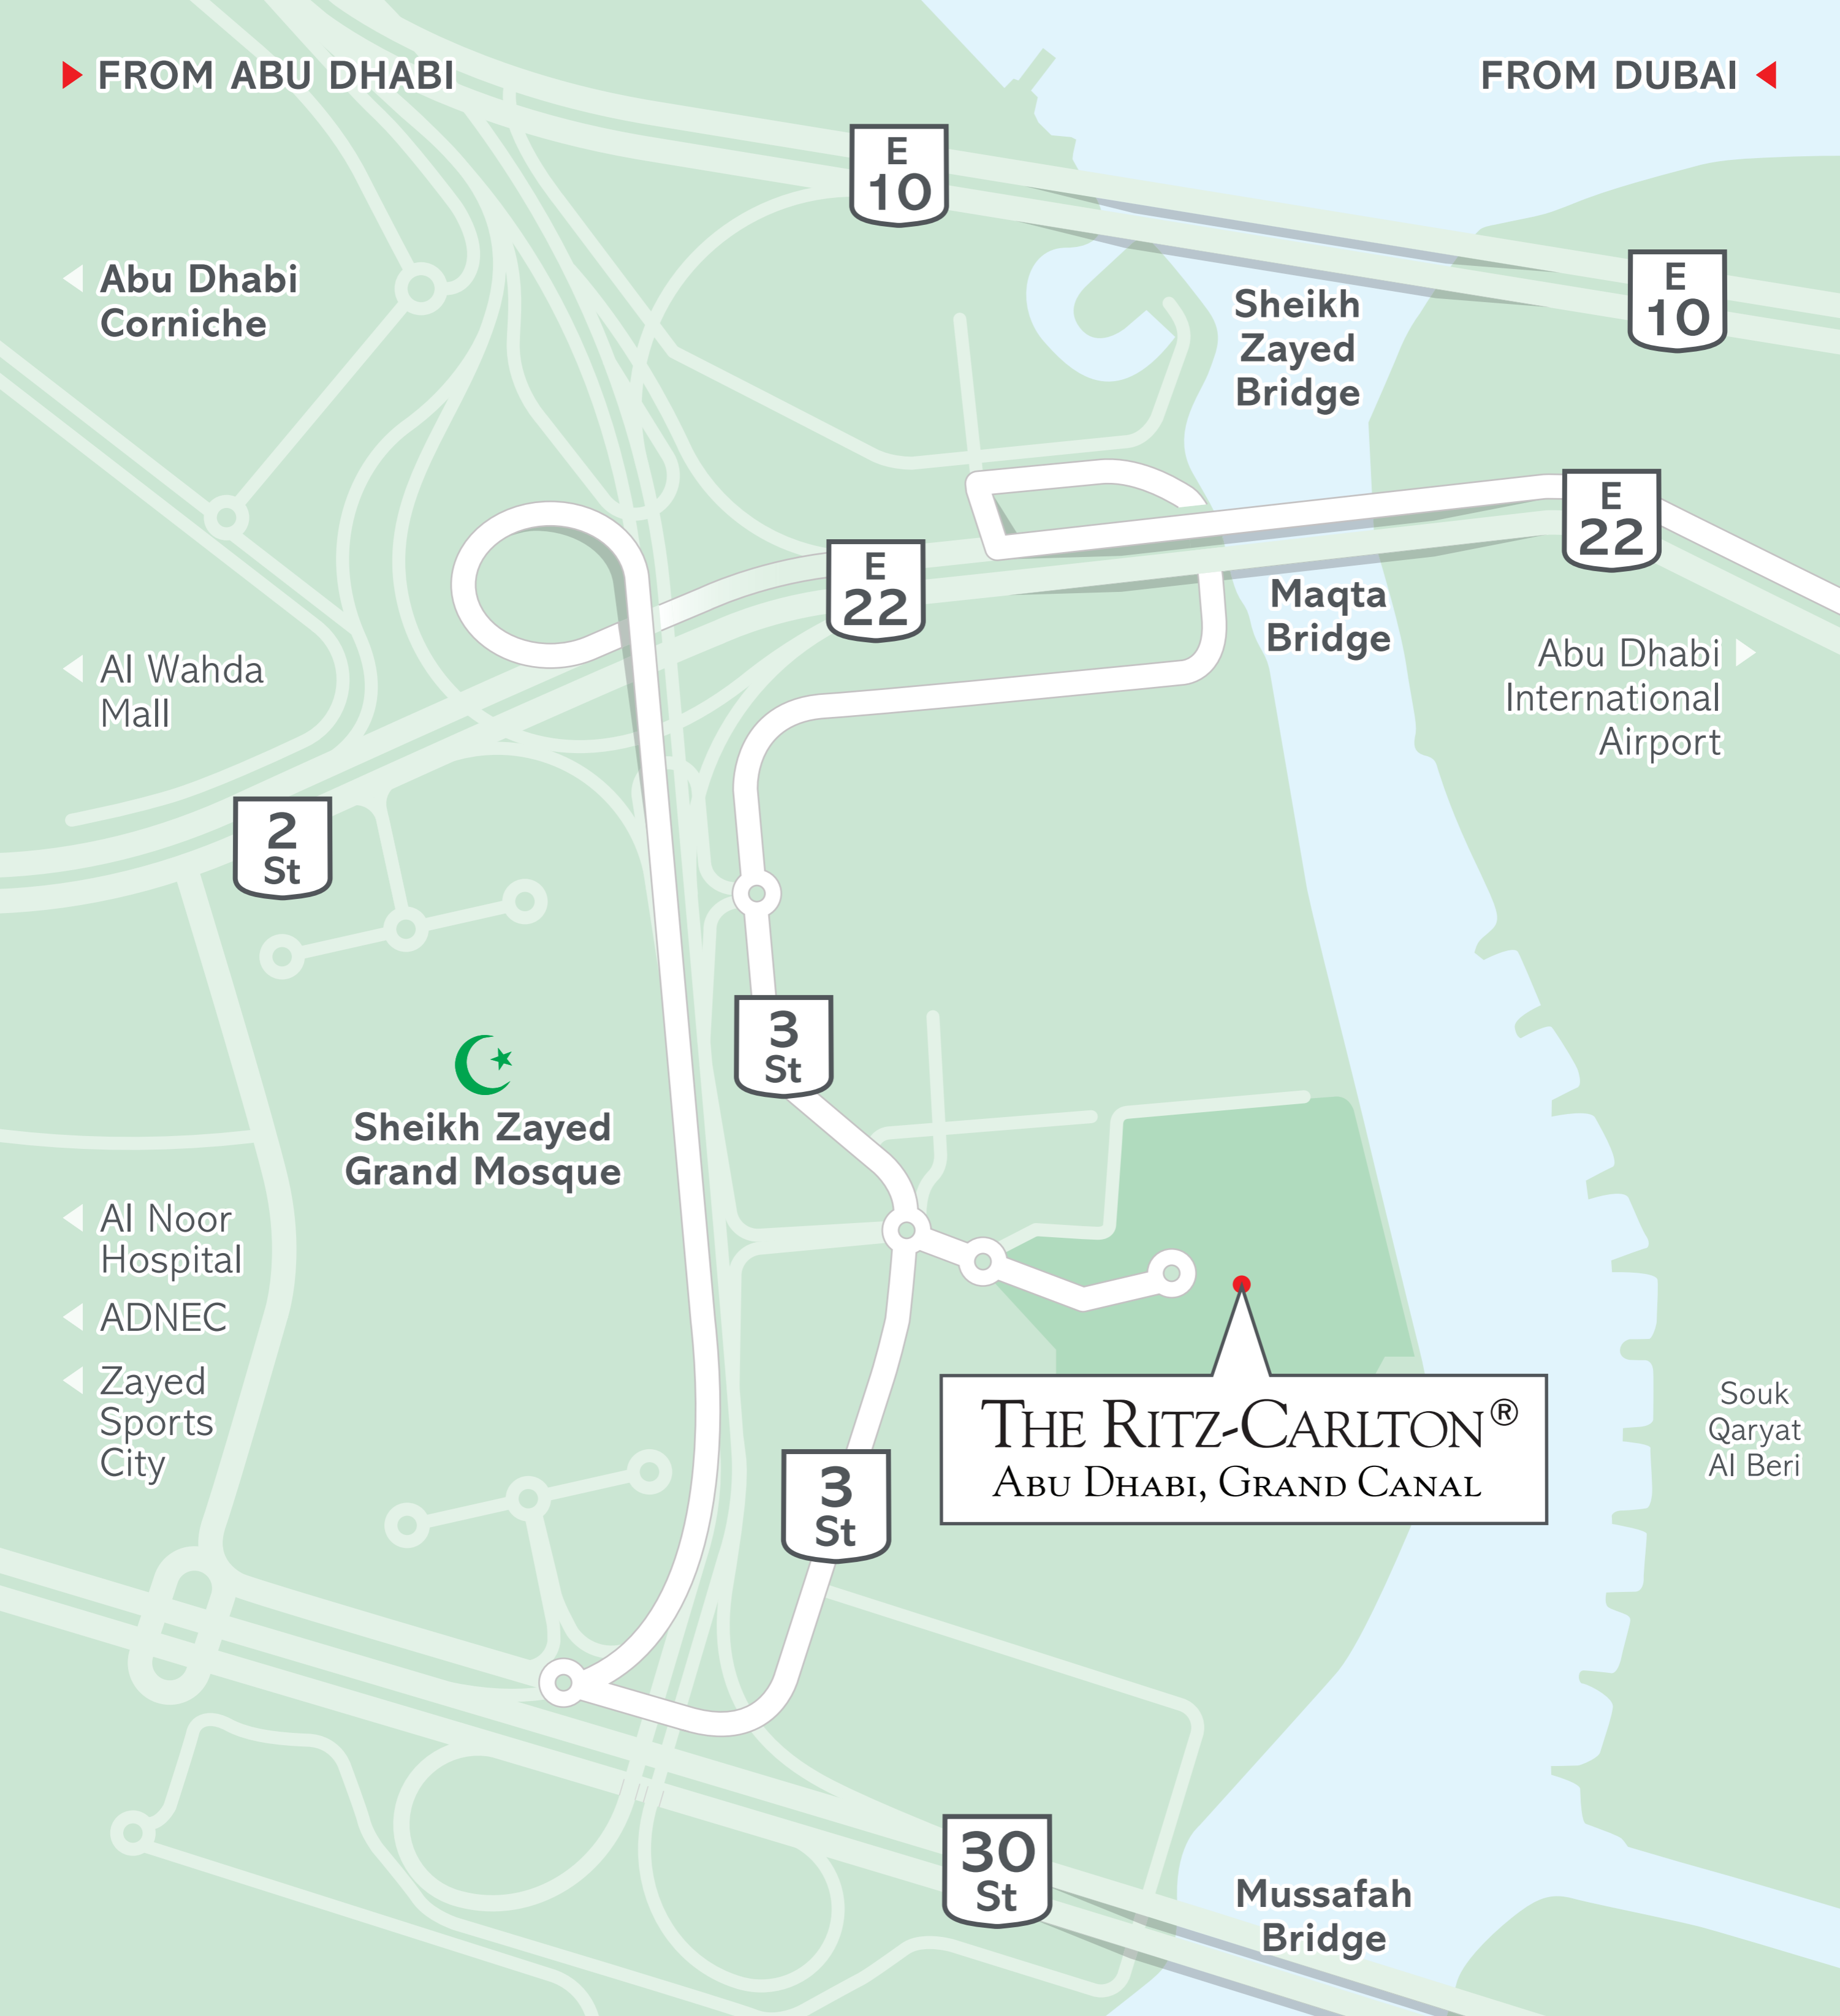 FROM ABU DHABI
FROM DUBAI
E
10
E
10
Abu Dhabi
Corniche
Sheikh
Zayed
Bridge
E
22
E
22
Maqta
Bridge
Al Wahda
Mall
Abu Dhabi
International
Airport
2
St
3
St
Sheikh Zayed
Grand Mosque
Al Noor
Hospital
ADNEC
Zayed
Sports
City
THE RITZ-CARLTON®
ABU DHABI, GRAND CANAL
Souk
Qaryat
Al Beri
3
St
30
St
Mussafah
Bridge